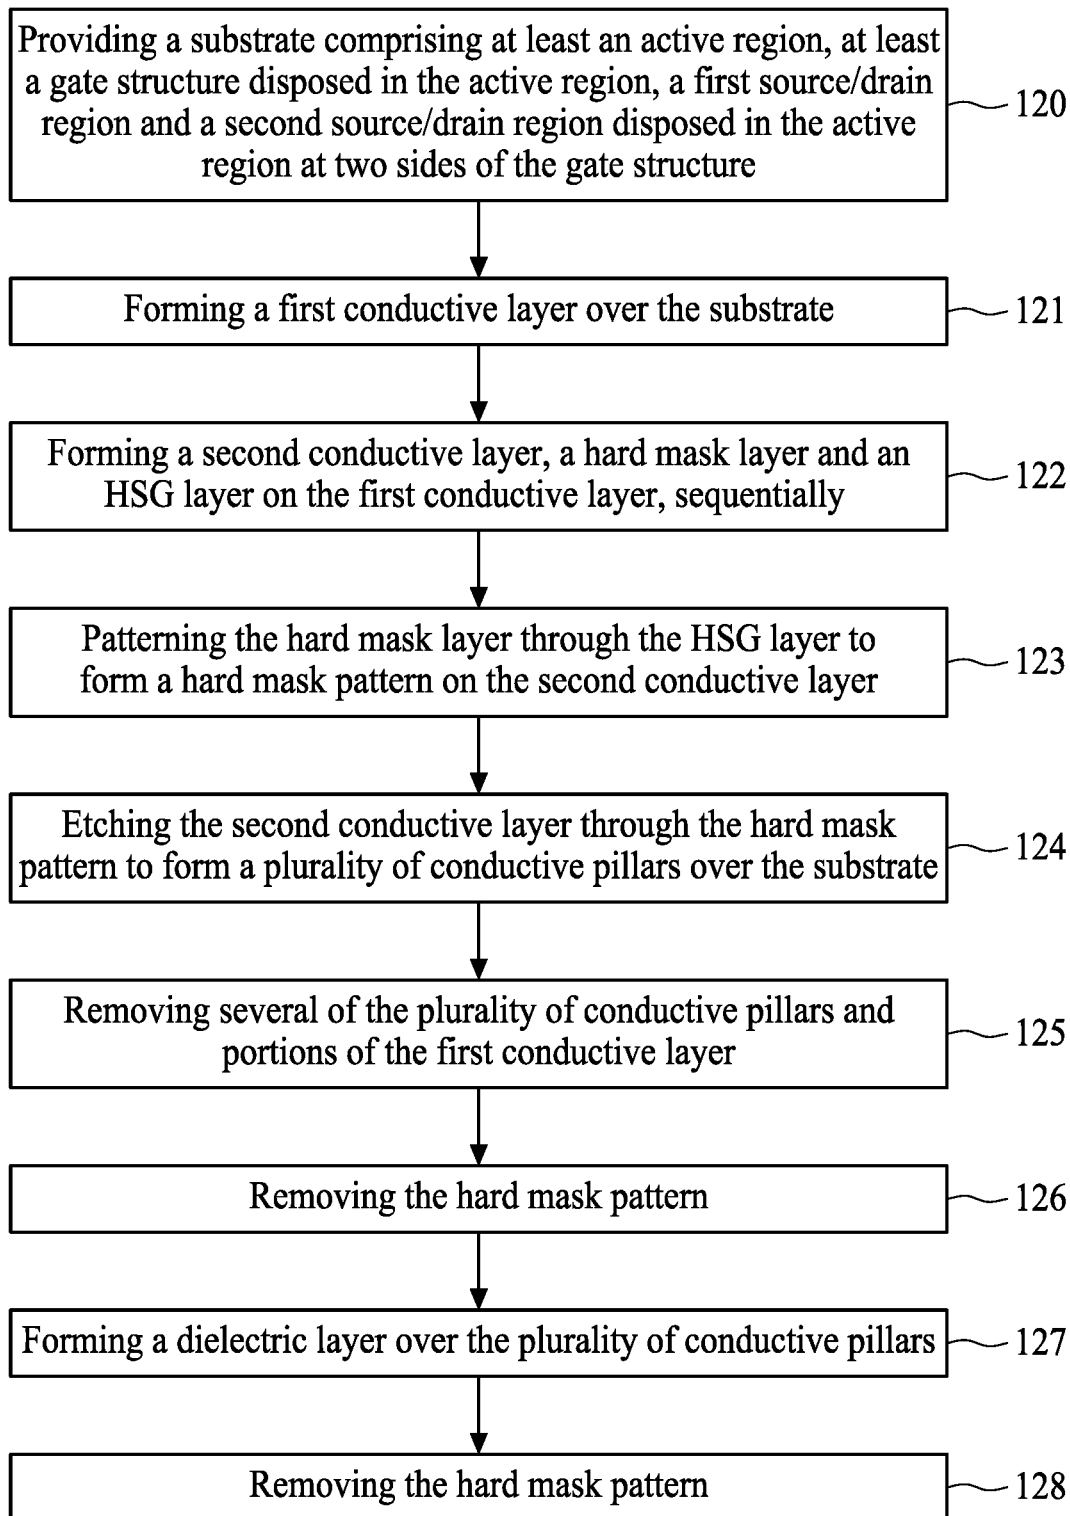 Providing a substrate comprising at least an active region, at least
a gate structure disposed in the active region, a first source/drain
region and a second source/drain region disposed in the active
region at two sides of the gate structure
120
Forming a first conductive layer over the substrate
121
Forming a second conductive layer, a hard mask layer and an
HSG layer on the first conductive layer, sequentially
122
Patterning the hard mask layer through the HSG layer to
form a hard mask pattern on the second conductive layer
123
Etching the second conductive layer through the hard mask
pattern to form a plurality of conductive pillars over the substrate
124
Removing several of the plurality of conductive pillars and
portions of the first conductive layer
125
Removing the hard mask pattern
126
Forming a dielectric layer over the plurality of conductive pillars
127
Removing the hard mask pattern
128